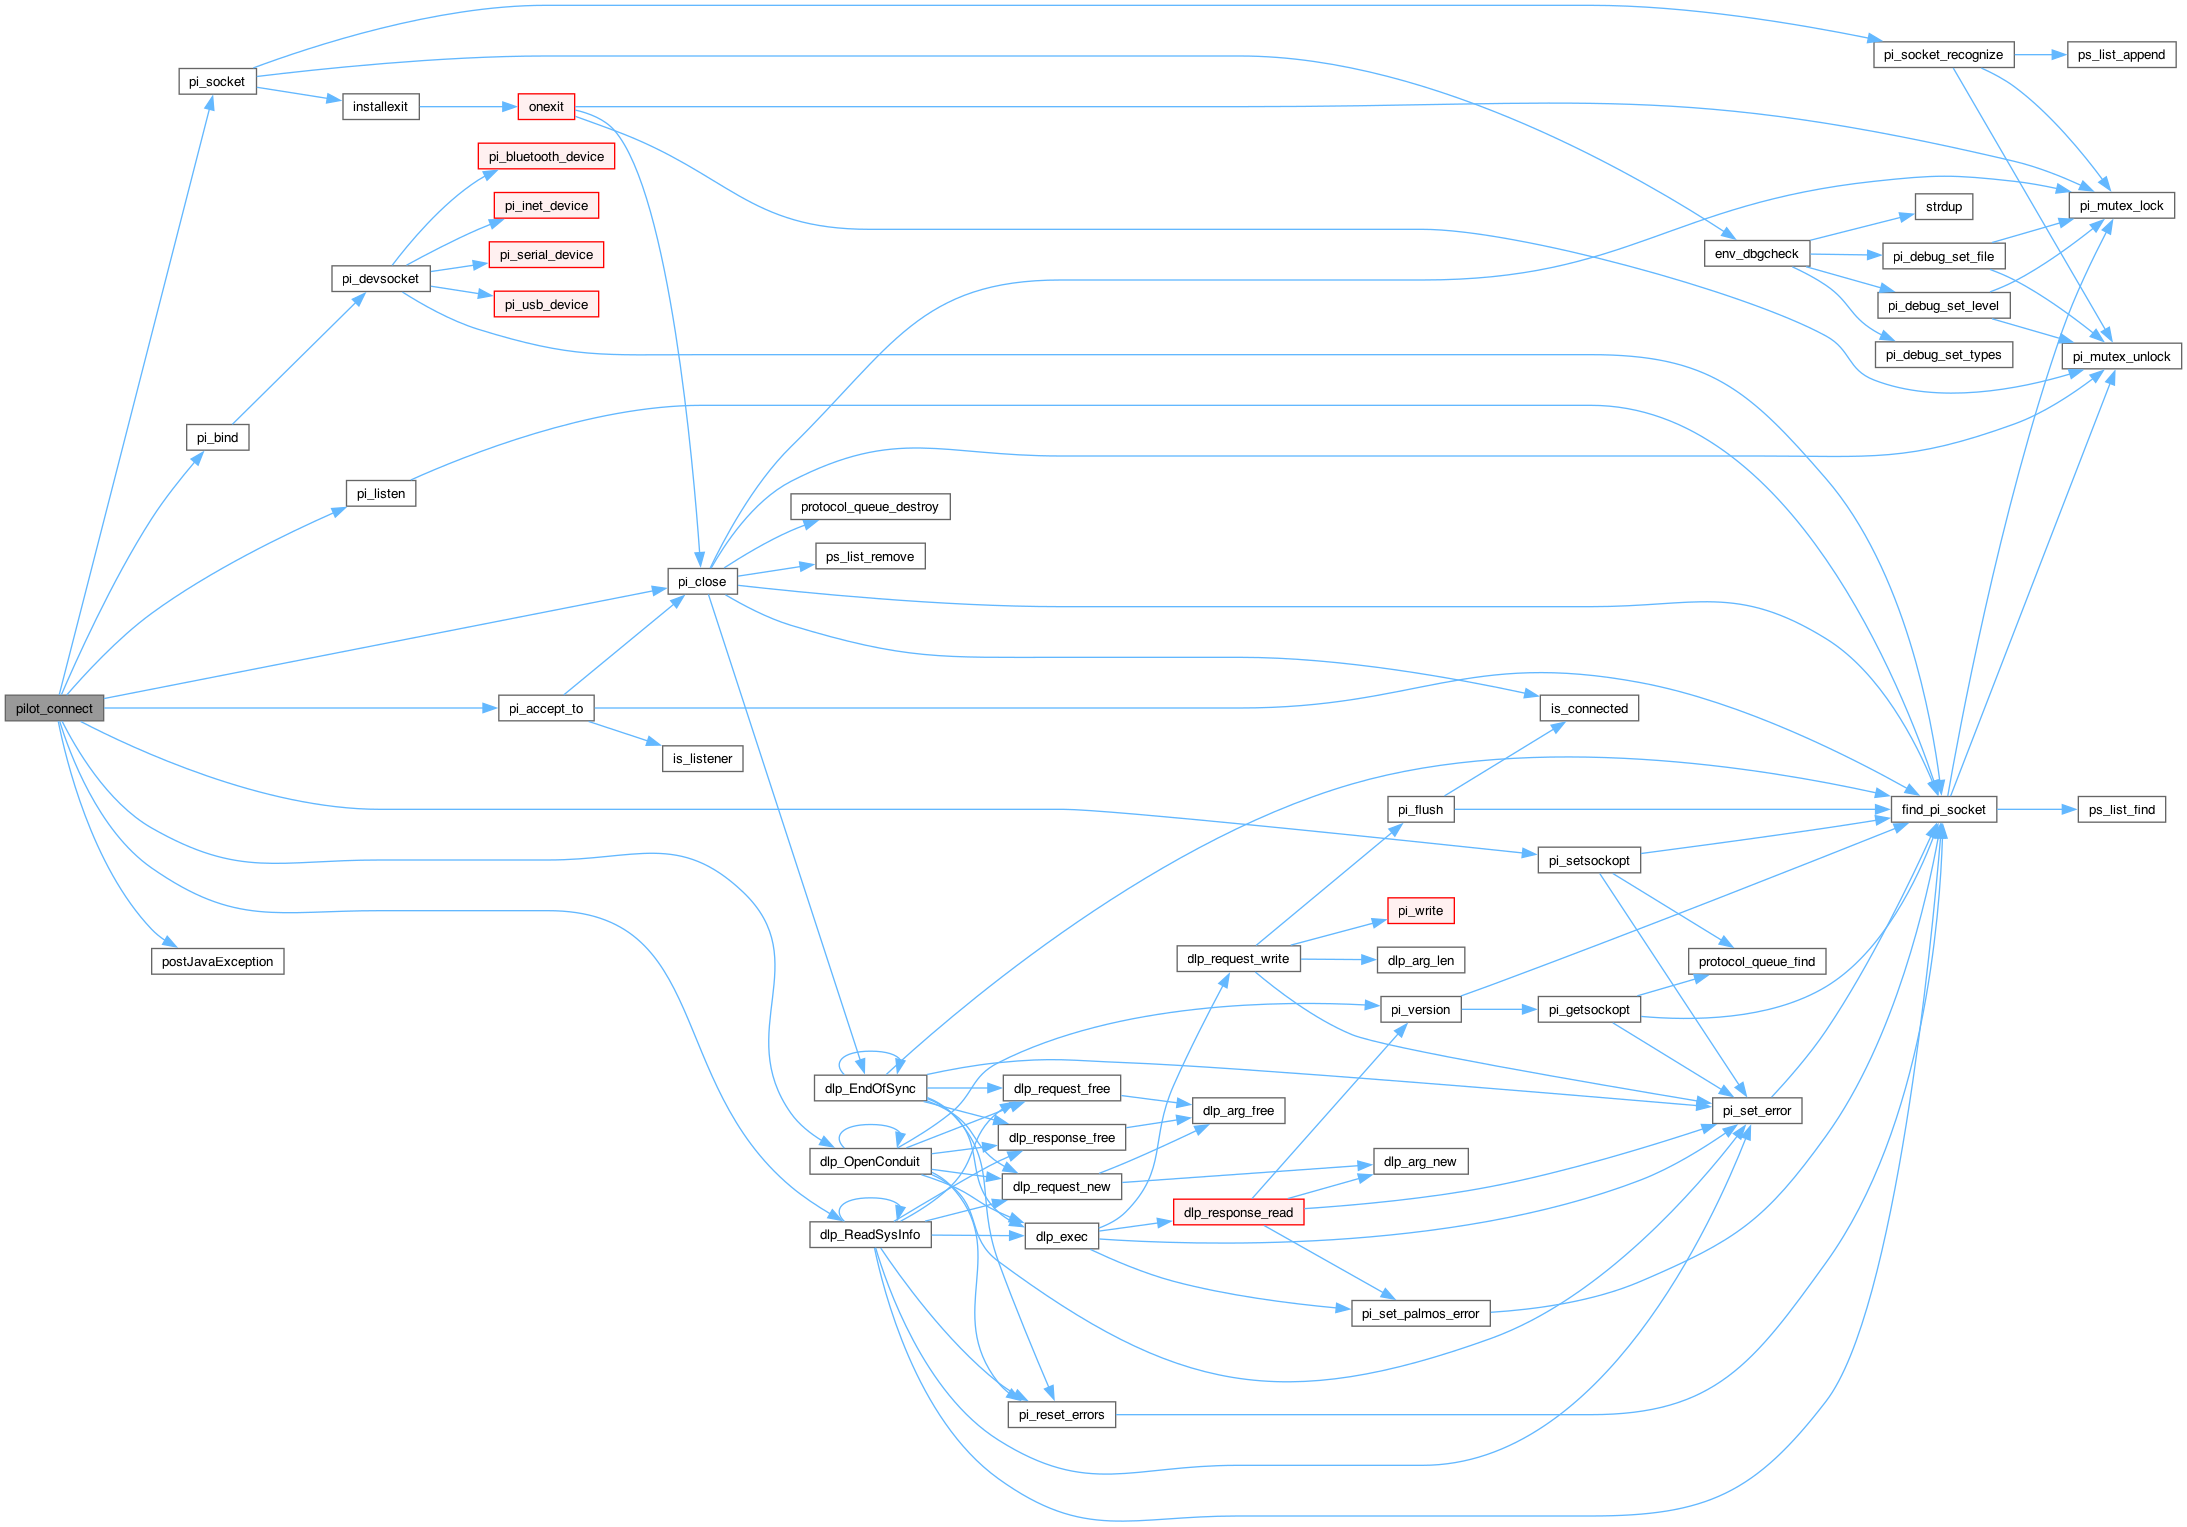 pilot_connect
pi_socket
installexit
onexit
pi_bluetooth_device
pi_inet_device
pi_serial_device
pi_usb_device
pi_devsocket
pi_bind
pi_listen
pi_close
protocol_queue_destroy
ps_list_remove
pi_accept_to
is_listener
postJavaException
pi_socket_recognize
ps_list_append
pi_mutex_lock
strdup
env_dbgcheck
pi_debug_set_file
pi_debug_set_level
pi_debug_set_types
pi_mutex_unlock
is_connected
pi_flush
find_pi_socket
ps_list_find
pi_setsockopt
pi_write
dlp_request_write
dlp_arg_len
protocol_queue_find
pi_version
pi_getsockopt
dlp_EndOfSync
dlp_request_free
dlp_arg_free
pi_set_error
dlp_response_free
dlp_OpenConduit
dlp_arg_new
dlp_request_new
dlp_response_read
dlp_ReadSysInfo
dlp_exec
pi_set_palmos_error
pi_reset_errors